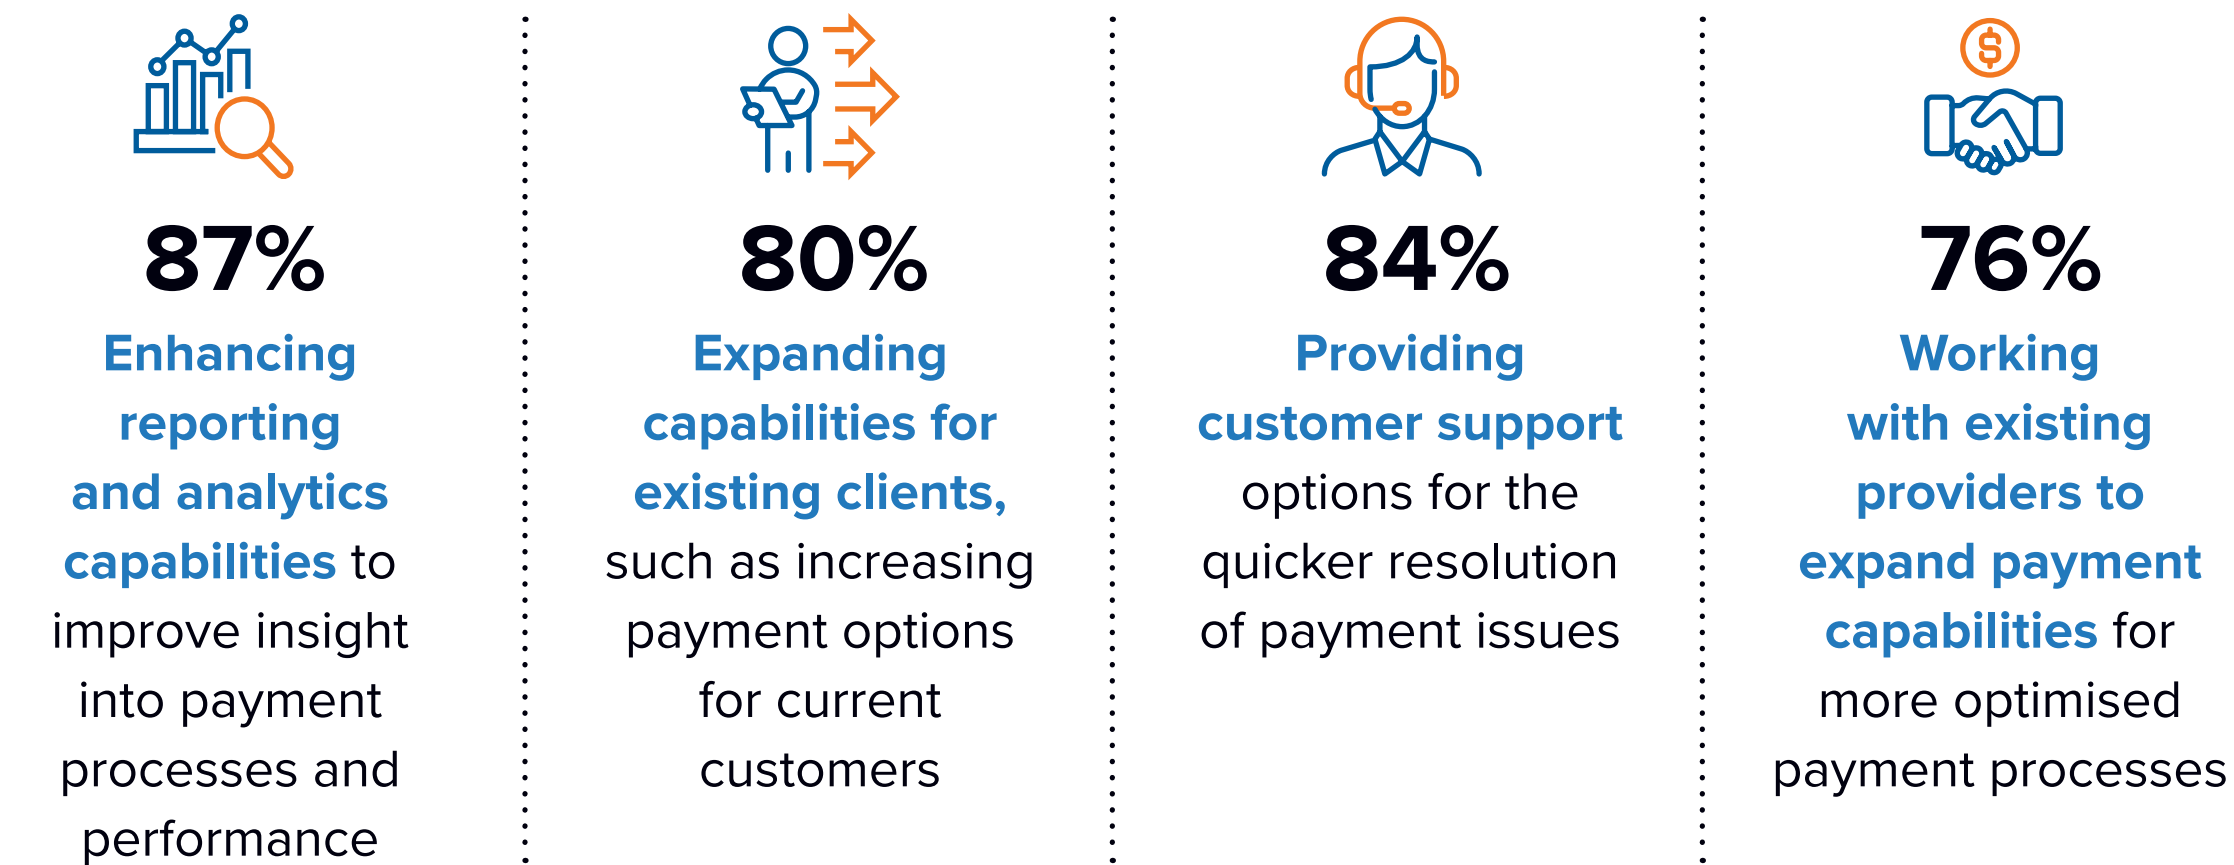 87%
Enhancing
reporting
and analytics
capabilities to
improve insight
into payment
processes and
performance
80%
Expanding
capabilities for
existing clients,
such as increasing
payment options
for current
customers
84%
Providing
customer support
options for the
quicker resolution
of payment issues
$
76%
Working
with existing
providers to
expand payment
capabilities for
more optimised
payment processes